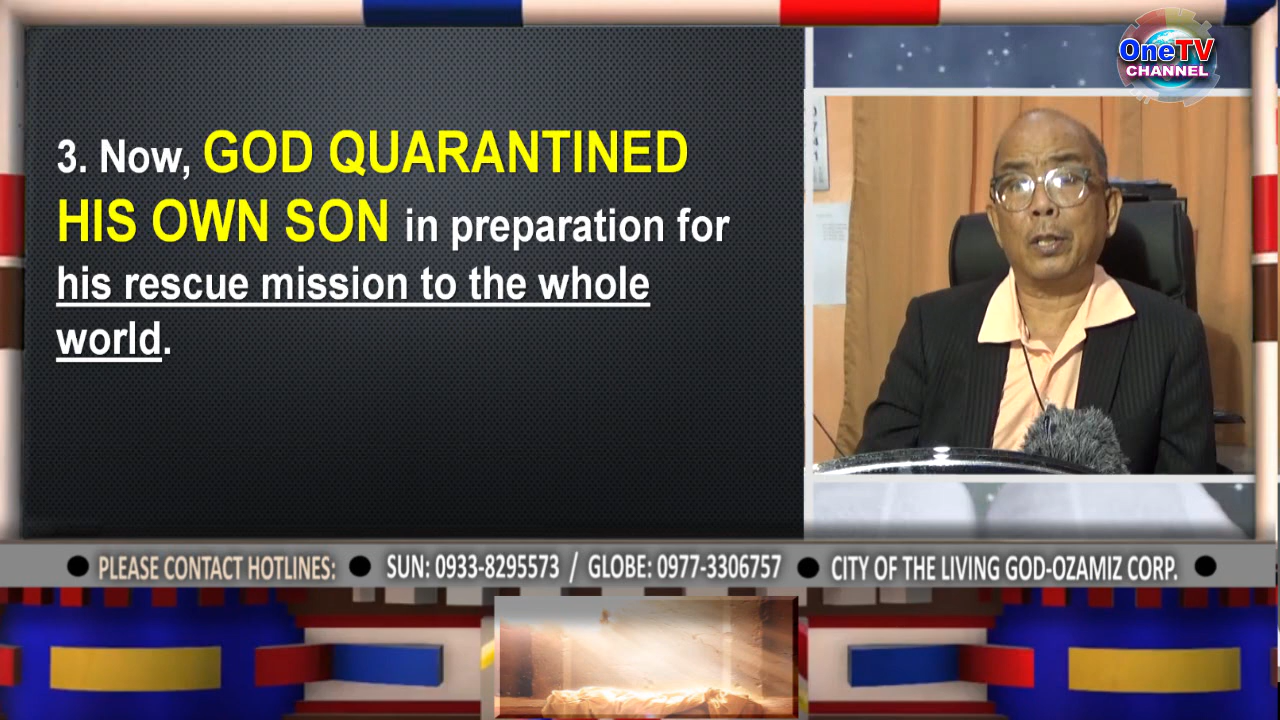 OneTV
CHANNEL
3. Now, GOD QUARANTINED
HIS OWN SON in preparation for
his rescue mission to the whole
world.
PLEASE CONTACT HOTLINES: SUN: 0933-8295573 / GLOBE: 0977-3306757 CITY OF THE LIVING GOD-OZAMIZ CORP.